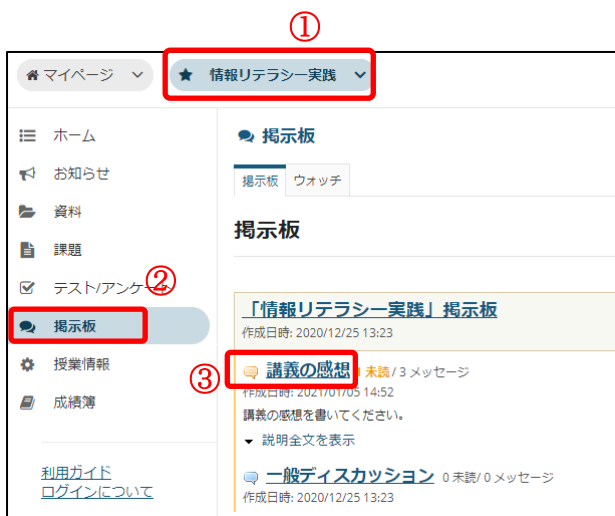 ①
マイページ
情報リテラシー実践
ホーム
お知らせ
資料
課題
テスト/アンケート
②
掲示板
授業情報
成績簿
利用ガイド
ログインについて
掲示板
掲示板 ウォッチ
掲示板
「情報リテラシー実践」掲示板
作成日時: 2020/12/25 13:23
③
講義の感想 未読/ 3 メッセージ
作成日時: 2021/01/05 14:52
講義の感想を書いてください。
説明全文を表示
一般ディスカッション 0 未読/ 0 メッセージ
作成日時: 2020/12/25 13:23